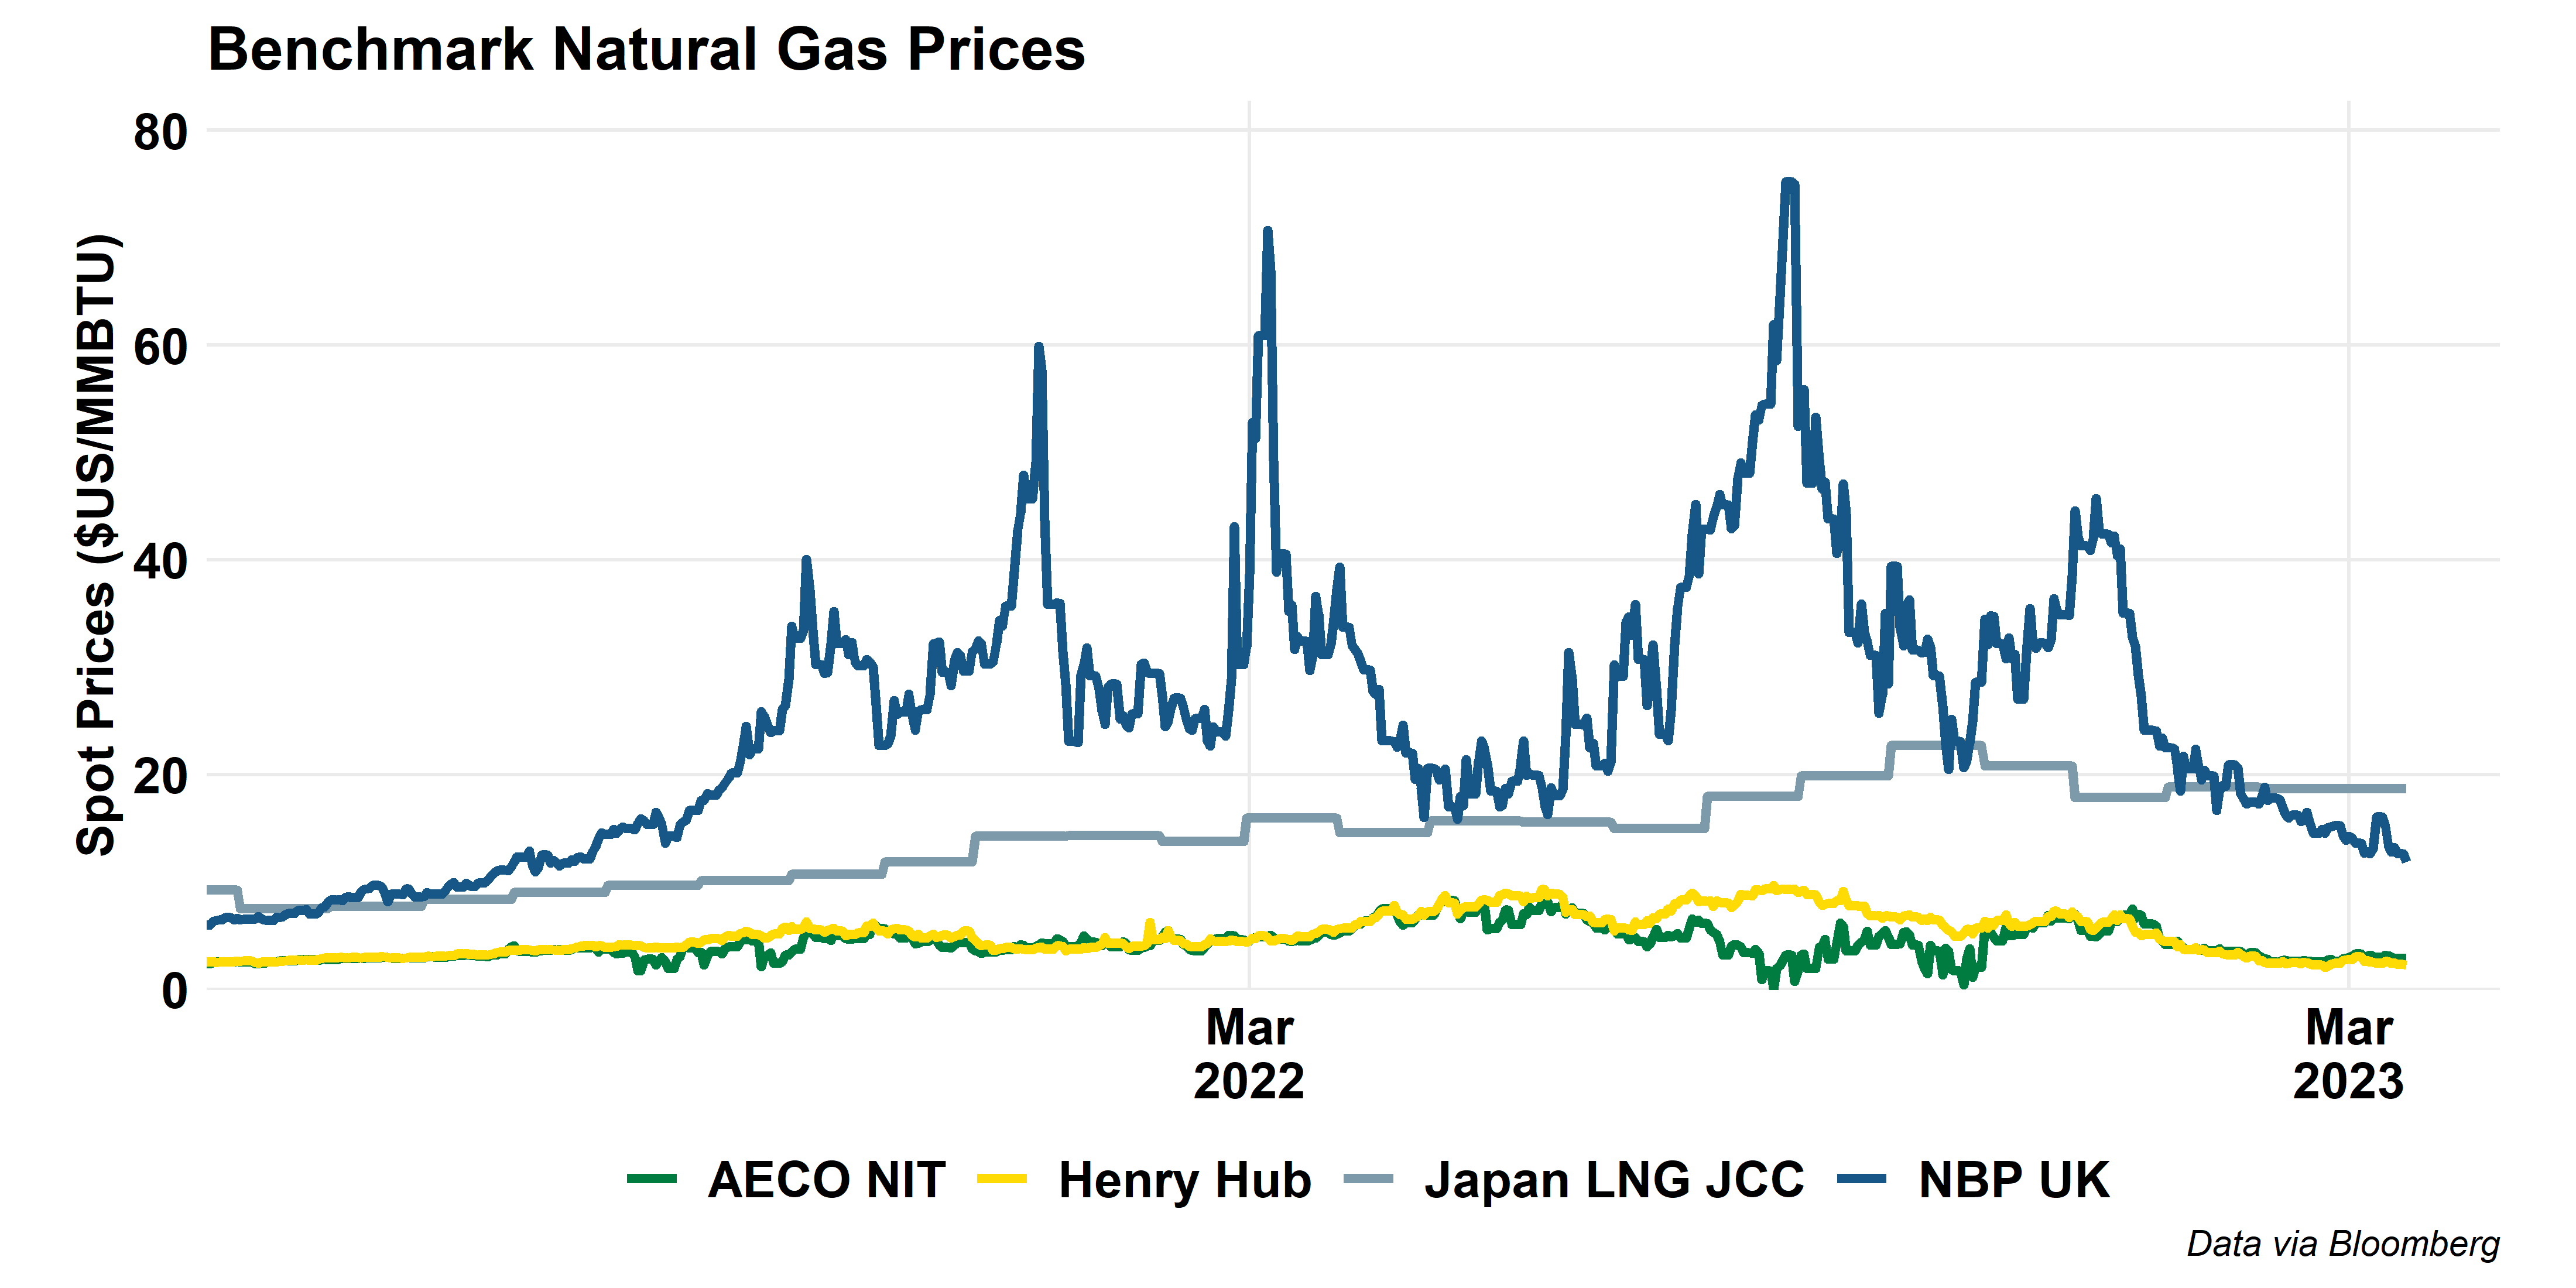 Benchmark Natural Gas Prices
Spot Prices ($US/MMBTU)
80
60
40
20
0
Mar
2022
Mar
2023
AECO NIT
Henry Hub
Japan LNG JCC
NBP UK
Data via Bloomberg